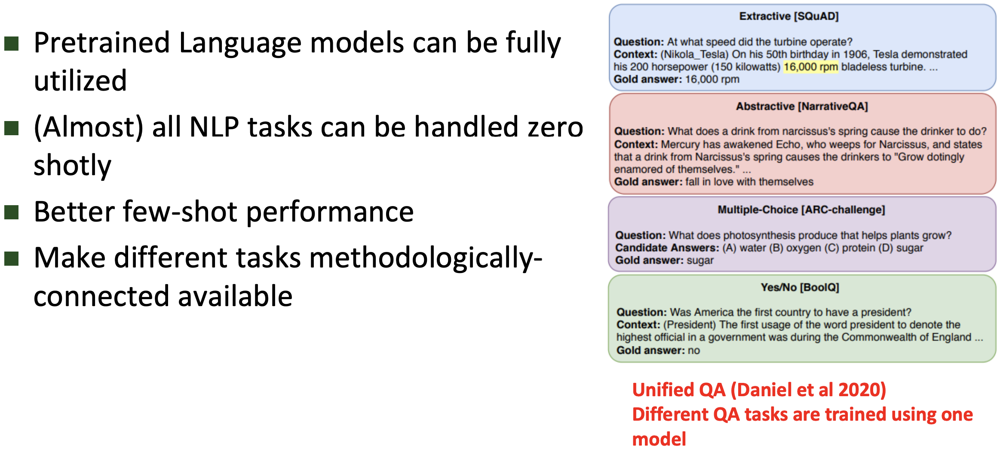 Pretrained Language models can be fully
utilized
(Almost) all NLP tasks can be handled zero
shotly
Better few-shot performance
Make different tasks methodologically-
connected available
Extractive [SQuAD]
Question: At what speed did the turbine operate?
Context: (Nikola_Tesla) On his 50th birthday in 1906, Tesla demonstrated
his 200 horsepower (150 kilowatts) 16,000 rpm bladeless turbine. ...
Gold answer: 16,000 rpm
Abstractive [NarrativeQA]
Question: What does a drink from narcissus's spring cause the drinker to do?
Context: Mercury has awakened Echo, who weeps for Narcissus, and states
that a drink from Narcissus's spring causes the drinkers to "Grow dotingly
enamored of themselves." ...
Gold answer: fall in love with themselves
Multiple-Choice [ARC-challenge]
Question: What does photosynthesis produce that helps plants grow?
Candidate Answers: (A) water (B) oxygen (C) protein (D) sugar
Gold answer: sugar
Yes/No [BoolQ]
Question: Was America the first country to have a president?
Context: (President) The first usage of the word president to denote the
highest official in a government was during the Commonwealth of England ...
Gold answer: no
Unified QA (Daniel et al 2020)
Different QA tasks are trained using one
model